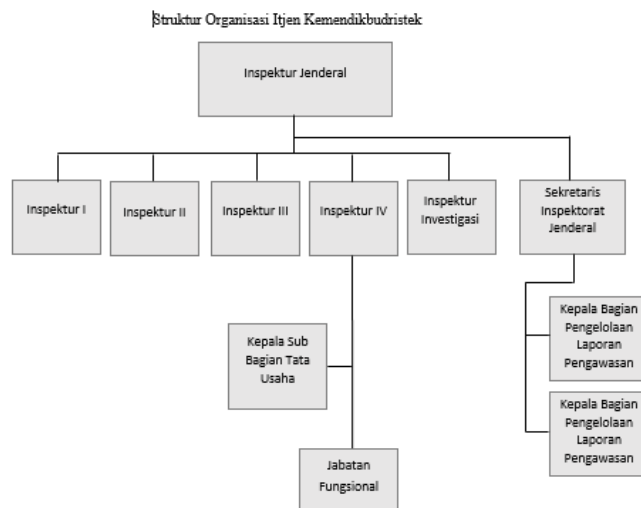 Struktur Organisasi Itjen Kemendikbudristek
Inspektur Jenderal
Inspektur I
Inspektur II
Inspektur III
Inspektur IV
Inspektur
Investigasi
Sekretaris
Inspektorat
Jenderal
Kepala Sub
Bagian Tata
Usaha
Kepala Bagian
Pengelolaan
Laporan
Pengawasan
Kepala Bagian
Pengelolaan
Laporan
Pengawasan
Jabatan
Fungsional